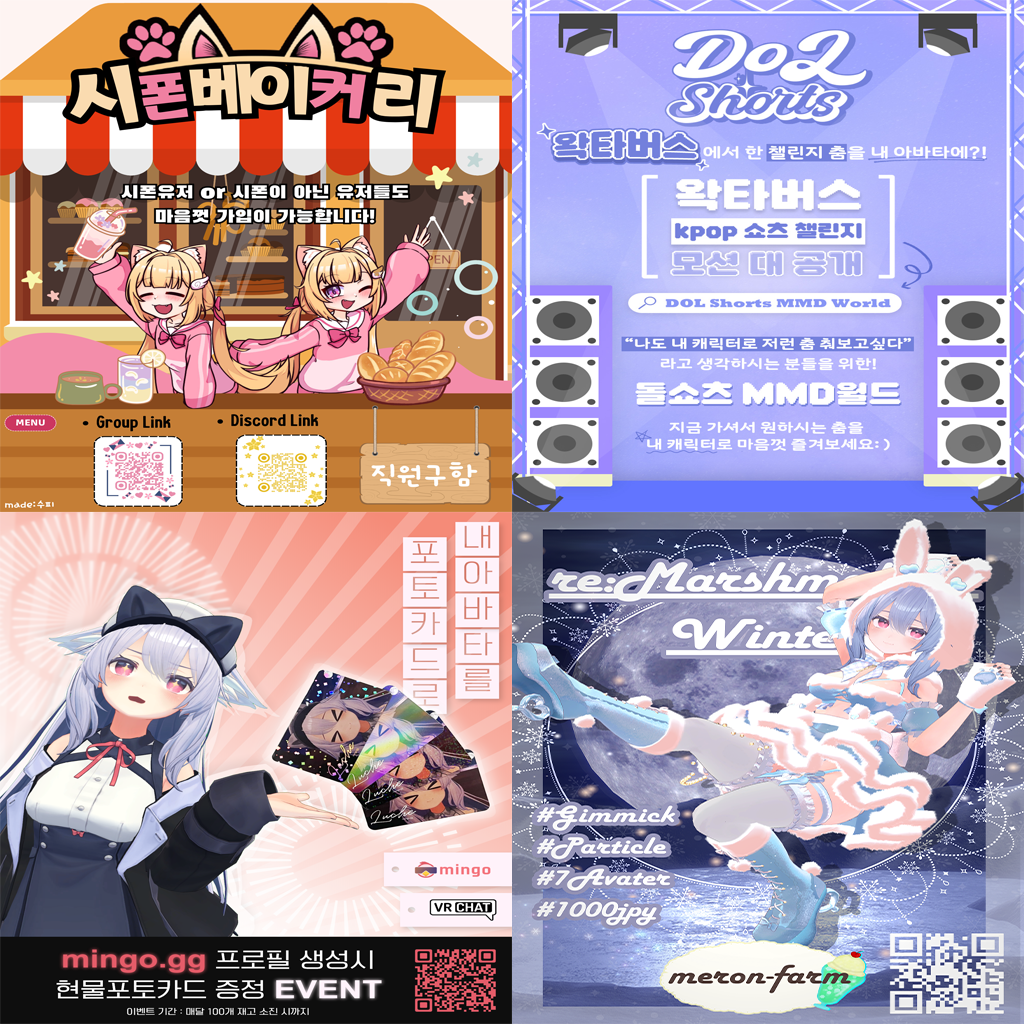 시폰베이커리
시폰유저 or 시폰이 아닌 유저들도
마음껏 가입이 가능합니다!
OPEN
MENU
• Group Link
• Discord Link
직원구함
made:수피
DOL
Shorts
왁타버스에서 한 챌린지 춤을 내 아바타에?!
왁타버스
kpop 쇼츠 챌린지
모션 대 공개
DOL Shorts MMD World
“나도 내 캐릭터로 저런 춤 춰보고싶다”
라고 생각하시는 분들을 위한!
돌쇼츠 MMD월드
지금 가셔서 원하시는 춤을
내 캐릭터로 마음껏 즐겨보세요: )
내아바타를
포토카드로
Luche
Luche
mingo
VRCHAT
mingo.gg 프로필 생성시
현물포토카드 증정 EVENT
이벤트 기간 : 매달 100개 재고 소진 시까지
re:Marshm
Winte
#Gimmick
#Particle
#7Avater
#1000jpy
meron-farm